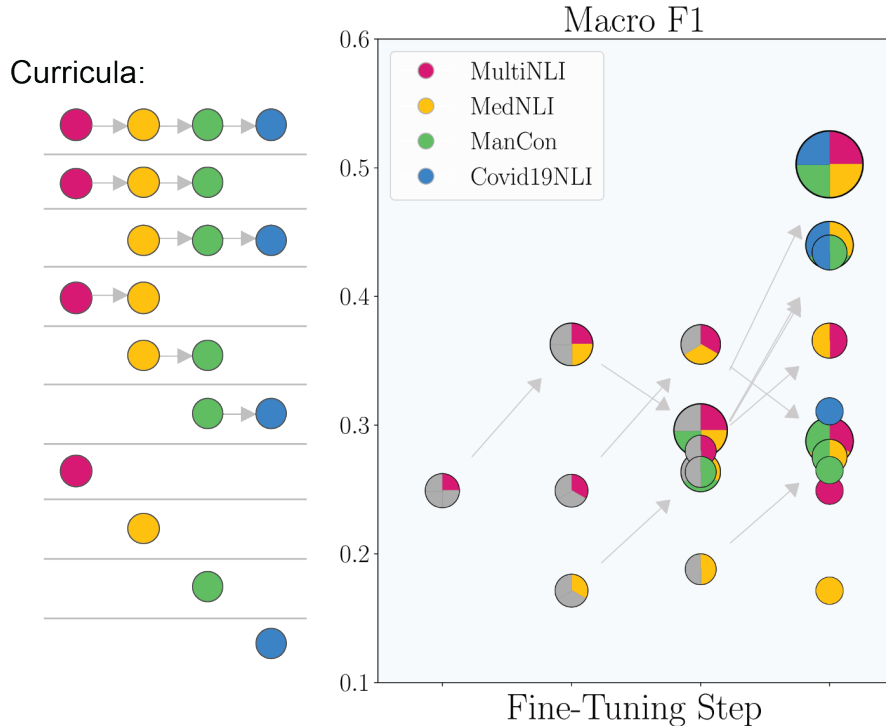 Curricula:
Macro F1
0.6
0.5
0.4
0.3
0.2
0.1
MultiNLI
MedNLI
ManCon
Covid19NLI
Fine-Tuning Step